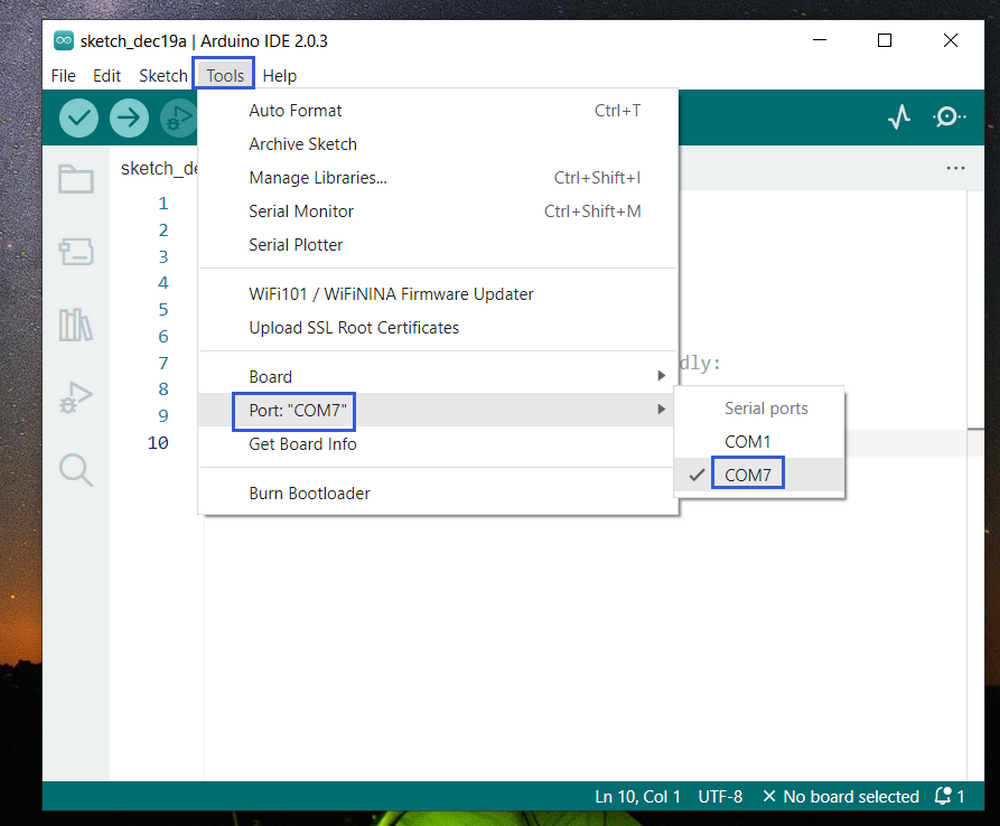 sketch_dec19a | Arduino IDE 2.0.3
File Edit Sketch Tools Help
sketch_de
...
1
2
3
4
5
6
7
8
9
10
dly:
Auto Format Ctrl+T
Archive Sketch
Manage Libraries... Ctrl+Shift+I
Serial Monitor Ctrl+Shift+M
Serial Plotter
WiFi101 / WiFiNINA Firmware Updater
Upload SSL Root Certificates
Board
Port: "COM7"
Get Board Info
Burn Bootloader
Serial ports
COM1
COM7
Ln 10, Col 1 UTF-8 No board selected 1